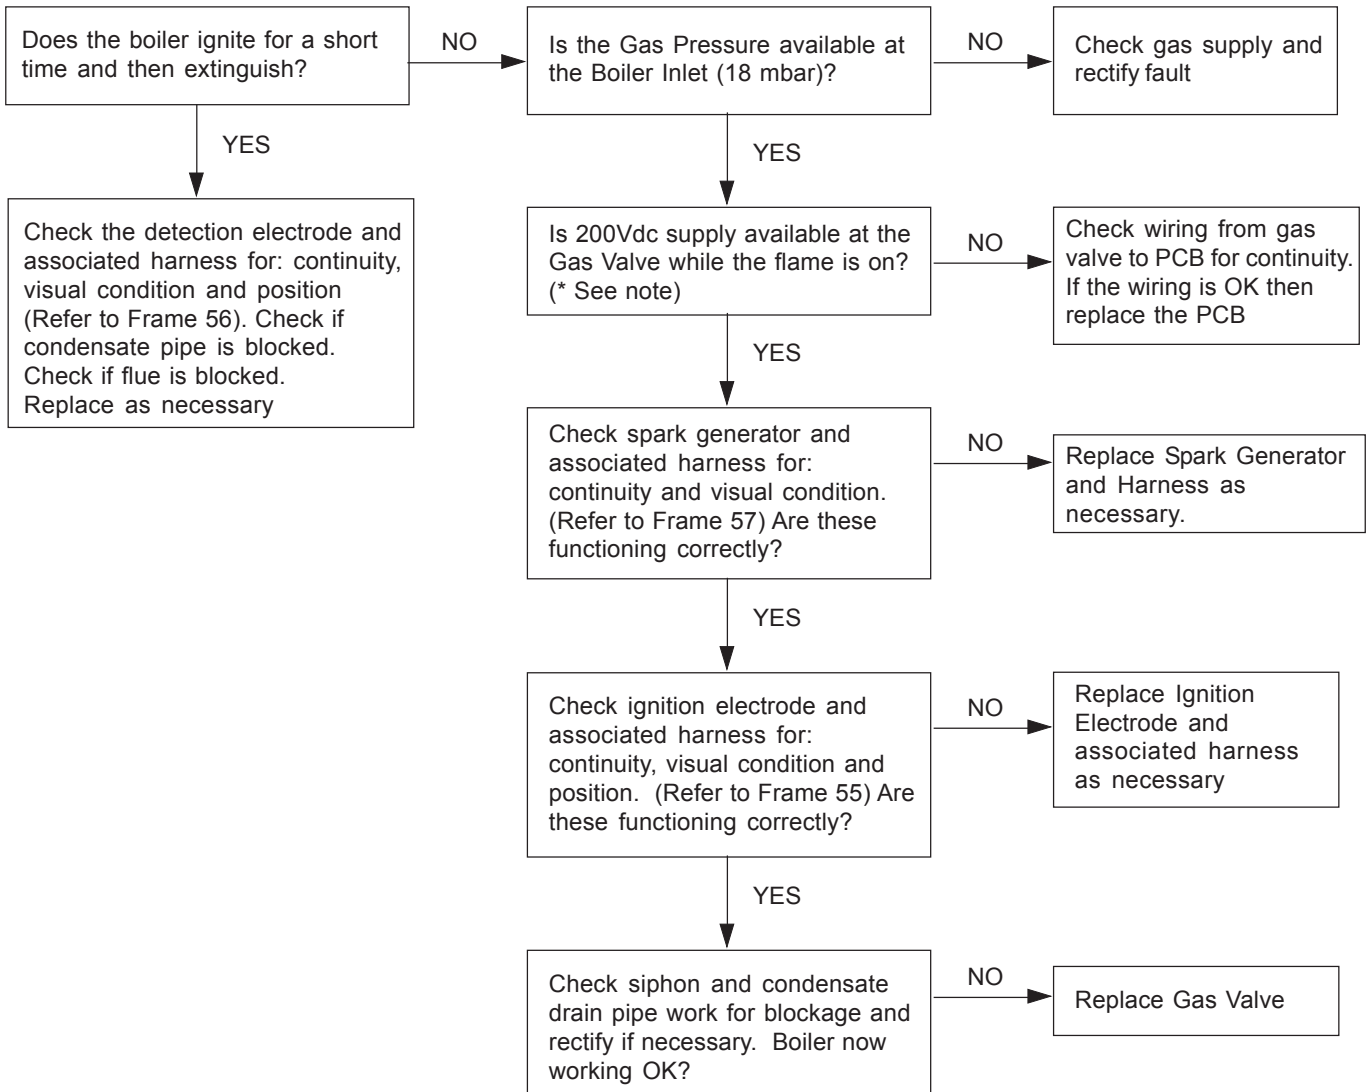 Does the boiler ignite for a short
time and then extinguish?
NO
Is the Gas Pressure available at
the Boiler Inlet (18 mbar)?
NO
Check gas supply and
rectify fault
YES
YES
Check the detection electrode and
associated harness for: continuity,
visual condition and position
(Refer to Frame 56). Check if
condensate pipe is blocked.
Check if flue is blocked.
Replace as necessary
Is 200Vdc supply available at the
Gas Valve while the flame is on?
(* See note)
NO
Check wiring from gas
valve to PCB for continuity.
If the wiring is OK then
replace the PCB
YES
Check spark generator and
associated harness for:
continuity and visual condition.
(Refer to Frame 57) Are these
functioning correctly?
NO
Replace Spark Generator
and Harness as
necessary.
YES
Check ignition electrode and
associated harness for:
continuity, visual condition and
position. (Refer to Frame 55) Are
these functioning correctly?
NO
Replace Ignition
Electrode and
associated harness
as necessary
YES
Check siphon and condensate
drain pipe work for blockage and
rectify if necessary. Boiler now
working OK?
NO
Replace Gas Valve